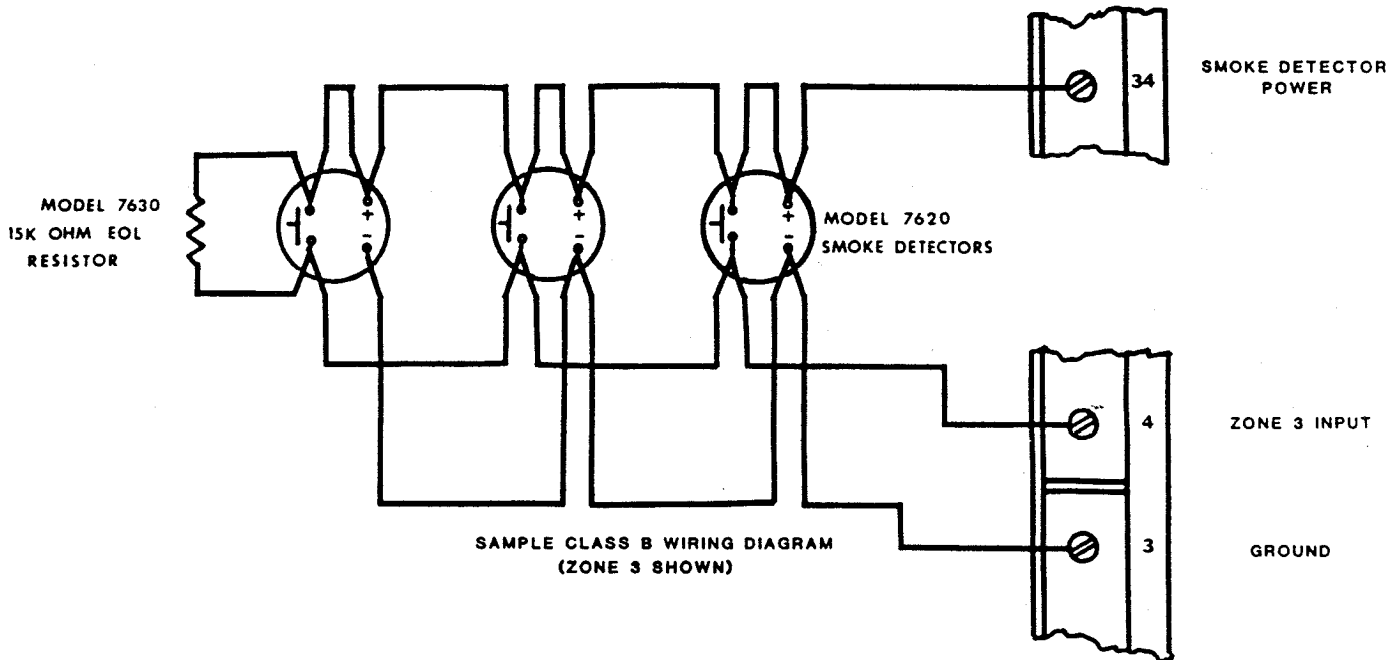 34
SMOKE DETECTOR
POWER
MODEL 7630
15K OHM EOL
RESISTOR
+
-
+
-
+
-
MODEL 7620
SMOKE DETECTORS
4
ZONE 3 INPUT
SAMPLE CLASS B WIRING DIAGRAM
(ZONE 3 SHOWN)
3
GROUND